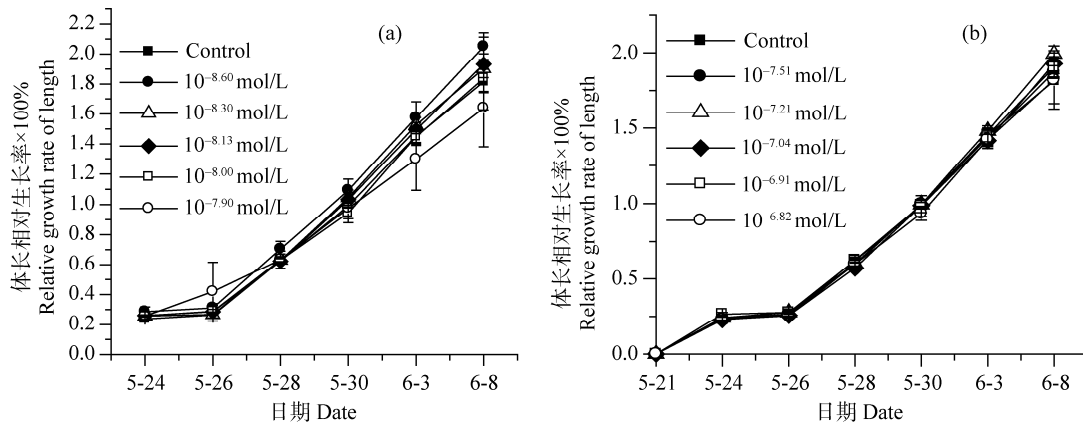 (a)
Control
10^−8.60 mol/L
10^−8.30 mol/L
10^−8.13 mol/L
10^−8.00 mol/L
10^−7.90 mol/L
体长相对生长率×100%
Relative growth rate of length
2.2
2.0
1.8
1.6
1.4
1.2
1.0
0.8
0.6
0.4
0.2
0.0
5-24
5-26
5-28
5-30
6-3
6-8
日期 Date
(b)
Control
10^−7.51 mol/L
10^−7.21 mol/L
10^−7.04 mol/L
10^−6.91 mol/L
10^6.82 mol/L
体长相对生长率×100%
Relative growth rate of length
2.0
1.5
1.0
0.5
0.0
5-21
5-24
5-26
5-28
5-30
6-3
6-8
日期 Date